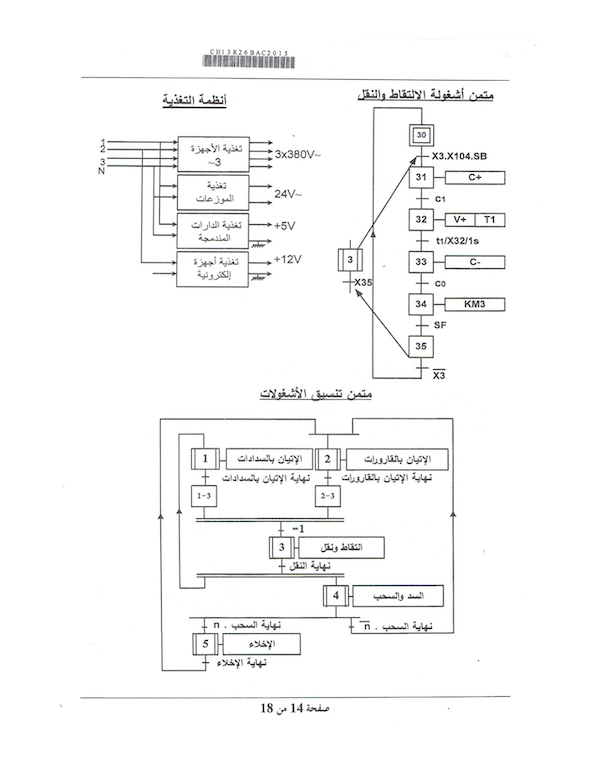 CH13R26BAC2015
متمن أشغولة الالتقاط والنقل
30
X3.X104.SB
31
C+
C1
32
V+
T1
t1/X32/1s
33
C-
C0
34
KM3
SF
35
X3
3
X35
أنظمة التغذية
1
2
3
N
تغذية الأجهزة
3~
3x380V~
تغذية
الموزعات
24V~
تغذية الدارات
المندمجة
+5V
تغذية أجهزة
إلكترونية
+12V
متمن تنسيق الأشغولات
1
الإتيان بالسدادات
نهاية الإتيان بالسدادات
1-3
2
الإتيان بالقارورات
نهاية الإتيان بالقارورات
2-3
=1
3
التقاط ونقل
نهاية النقل
4
السد والسحب
نهاية السحب . n
نهاية السحب . n̅
5
الإخلاء
نهاية الإخلاء
صفحة 14 من 18